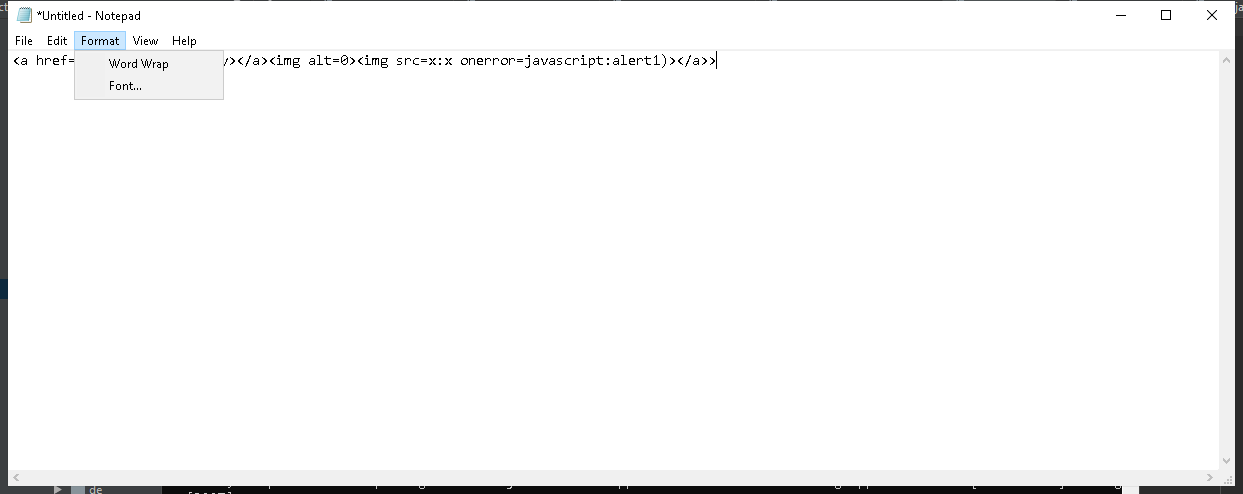 *Untitled - Notepad
File Edit Format View Help
<a href= y></a><img alt=0><img src=x:x onerror=javascript:alert1)></a>>
Word Wrap
Font...
de